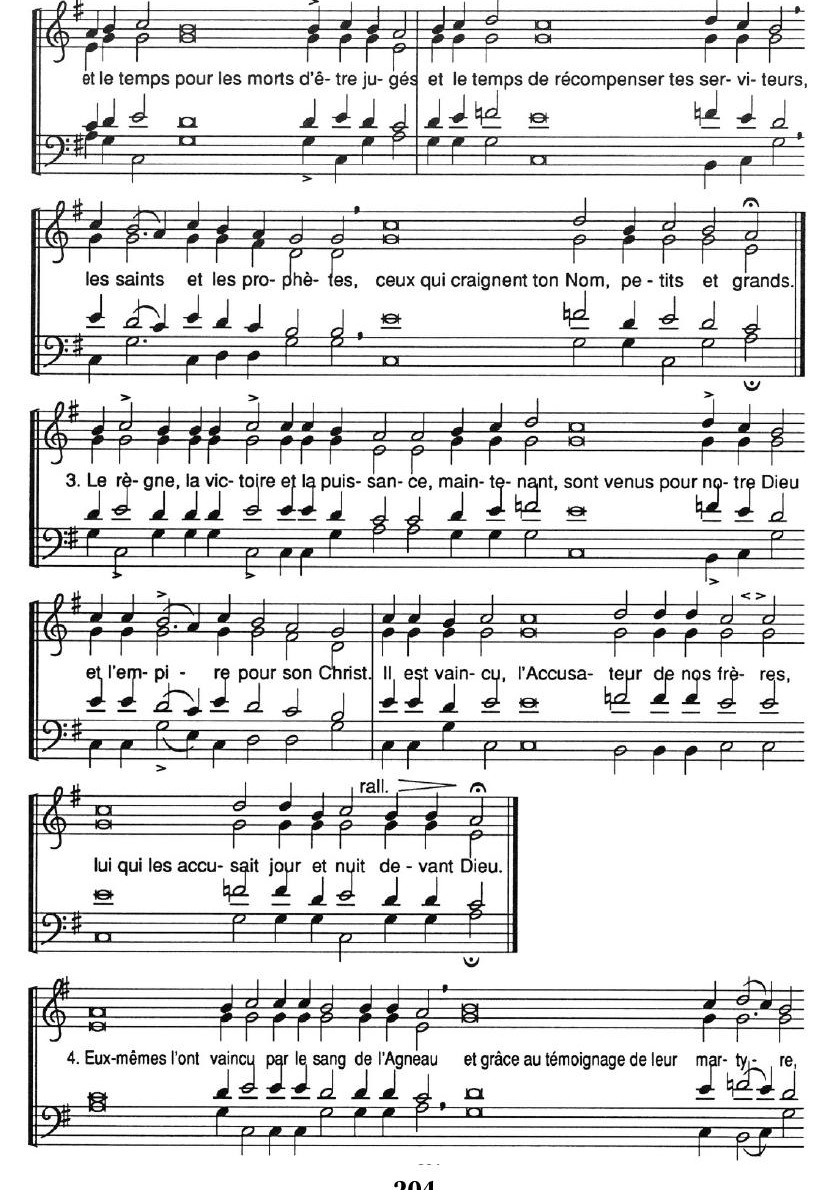 et le temps pour les morts d'ê- tre ju- gés et le temps de récompenser tes ser- vi- teurs,
les saints et les pro- phè- tes, ceux qui craignent ton Nom, pe - tits et grands.
3. Le rè- gne, la vic- toire et la puis- san- ce, main- te- nant, sont venus pour no- tre Dieu
et l'em- pi - re pour son Christ. Il est vain- cu, l'Accusa- teur de nos frè- res,
rall.
lui qui les accu- sait jour et nuit de - vant Dieu.
4. Eux-mêmes l'ont vaincu par le sang de l'Agneau et grâce au témoignage de leur mar- ty - re,